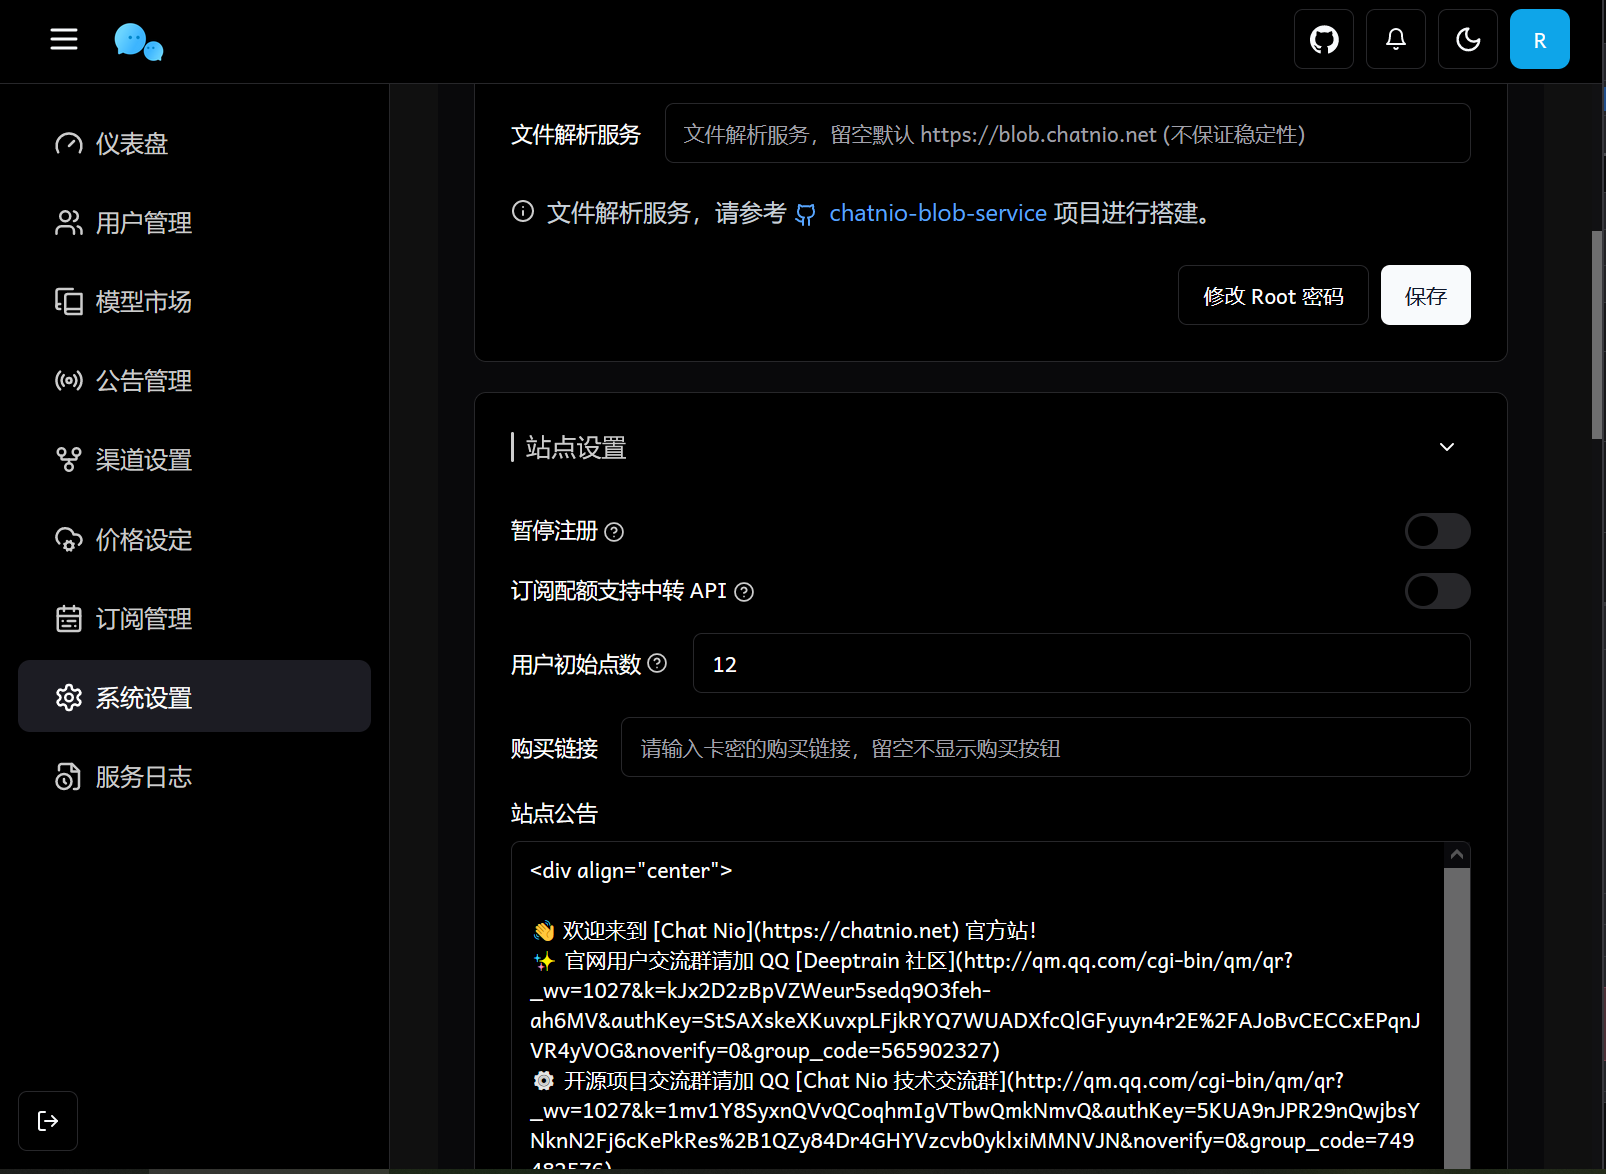 R
仪表盘
用户管理
模型市场
公告管理
渠道设置
价格设定
订阅管理
系统设置
服务日志
文件解析服务
文件解析服务，留空默认 https://blob.chatnio.net (不保证稳定性)
文件解析服务，请参考 chatnio-blob-service 项目进行搭建。
修改 Root 密码
保存
站点设置
暂停注册
订阅配额支持中转 API
用户初始点数
12
购买链接
请输入卡密的购买链接，留空不显示购买按钮
站点公告
<div align="center">
👋 欢迎来到 [Chat Nio](https://chatnio.net) 官方站！
✨ 官网用户交流群请加 QQ [Deeptrain 社区](http://qm.qq.com/cgi-bin/qm/qr?
_wv=1027&k=kJx2D2zBpVZWeur5sedq9O3feh-
ah6MV&authKey=StSAXskeXKuvxpLFjkRYQ7WUADXfcQlGFyuyn4r2E%2FAJoBvCECCxEPqnJ
VR4yVOG&noverify=0&group_code=565902327)
⚙️ 开源项目交流群请加 QQ [Chat Nio 技术交流群](http://qm.qq.com/cgi-bin/qm/qr?
_wv=1027&k=1mv1Y8SyxnQVvQCoqhmIgVTbwQmkNmvQ&authKey=5KUA9nJPR29nQwjbsY
NknN2Fj6cKePkRes%2B1QZy84Dr4GHYVzcvb0yklxiMMNVJN&noverify=0&group_code=749
482576)